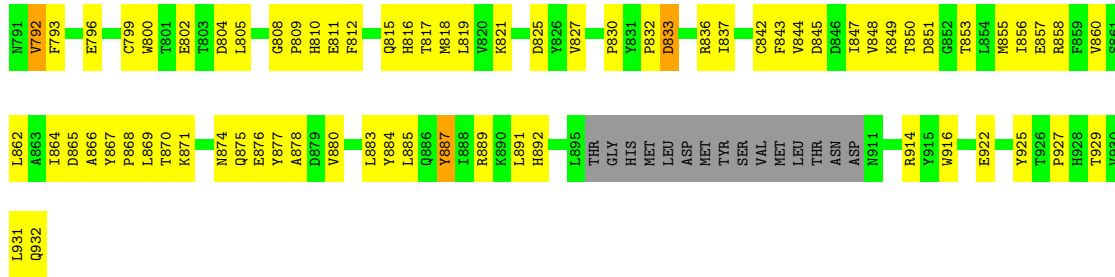 N791 V792 F793 E796 C799 W800 T801 E802 T803 D804 L805 G808 P809 H810 E811 F812 Q815 H816 T817 M818 L819 V820 K821 D825 Y826 V827 P830 Y831 P832 D833 R836 I837 C842 F843 V844 D845 D846 I847 V848 K849 T850 D851 G852 T853 L854 M855 I856 E857 R858 F859 V860 S861
L862 A863 I864 D865 A866 Y867 P868 L869 T870 K871 N874 Q875 E876 Y877 A878 D879 V880 L883 Y884 L885 Q886 Y887 I888 R889 K890 L891 H892 L895 THR GLY HIS MET LEU ASP MET TYR SER VAL MET LEU THR ASN ASP N911 R914 Y915 W916 E922 Y925 T926 P927 H928 T929 V930
L931 Q932